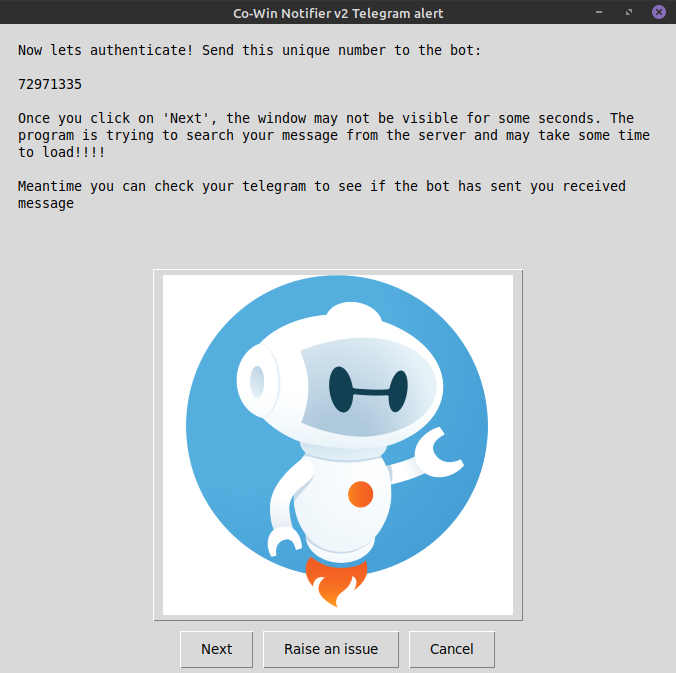 Co-Win Notifier v2 Telegram alert
Now lets authenticate! Send this unique number to the bot:
72971335
Once you click on 'Next', the window may not be visible for some seconds. The
program is trying to search your message from the server and may take some time
to load!!!!
Meantime you can check your telegram to see if the bot has sent you received
message
Next Raise an issue Cancel